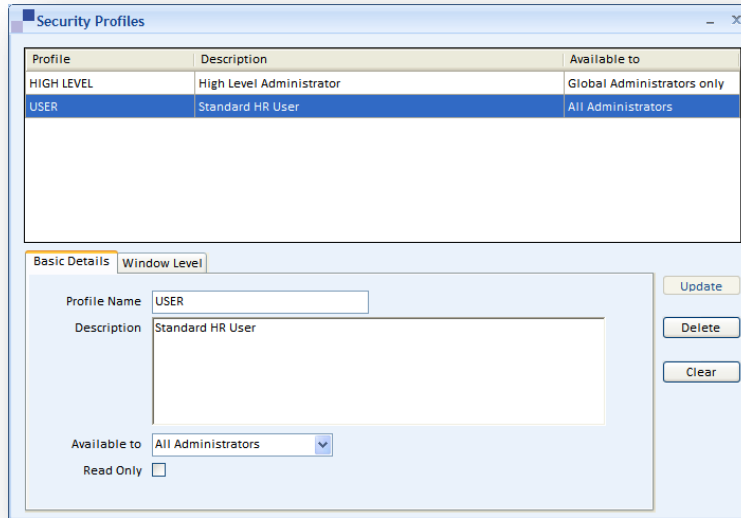 Security Profiles
Profile Description Available to
HIGH LEVEL High Level Administrator Global Administrators only
USER Standard HR User All Administrators
Basic Details Window Level
Update
Profile Name USER
Description Standard HR User
Delete
Clear
Available to All Administrators
Read Only